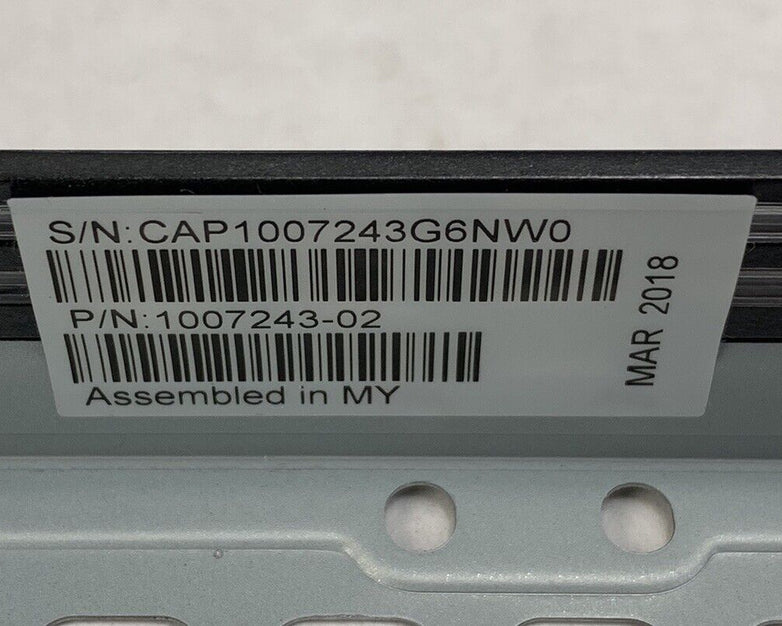 S/N:CAP1007243G6NW0
P/N:1007243-02
Assembled in MY
MAR 2018